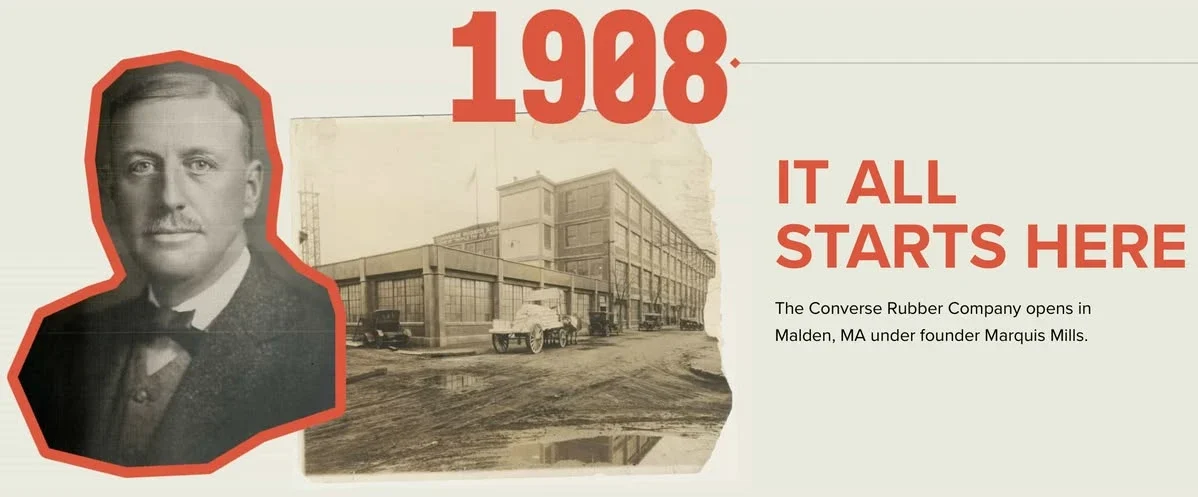 1908
IT ALL
STARTS HERE
The Converse Rubber Company opens in
Malden, MA under founder Marquis Mills.